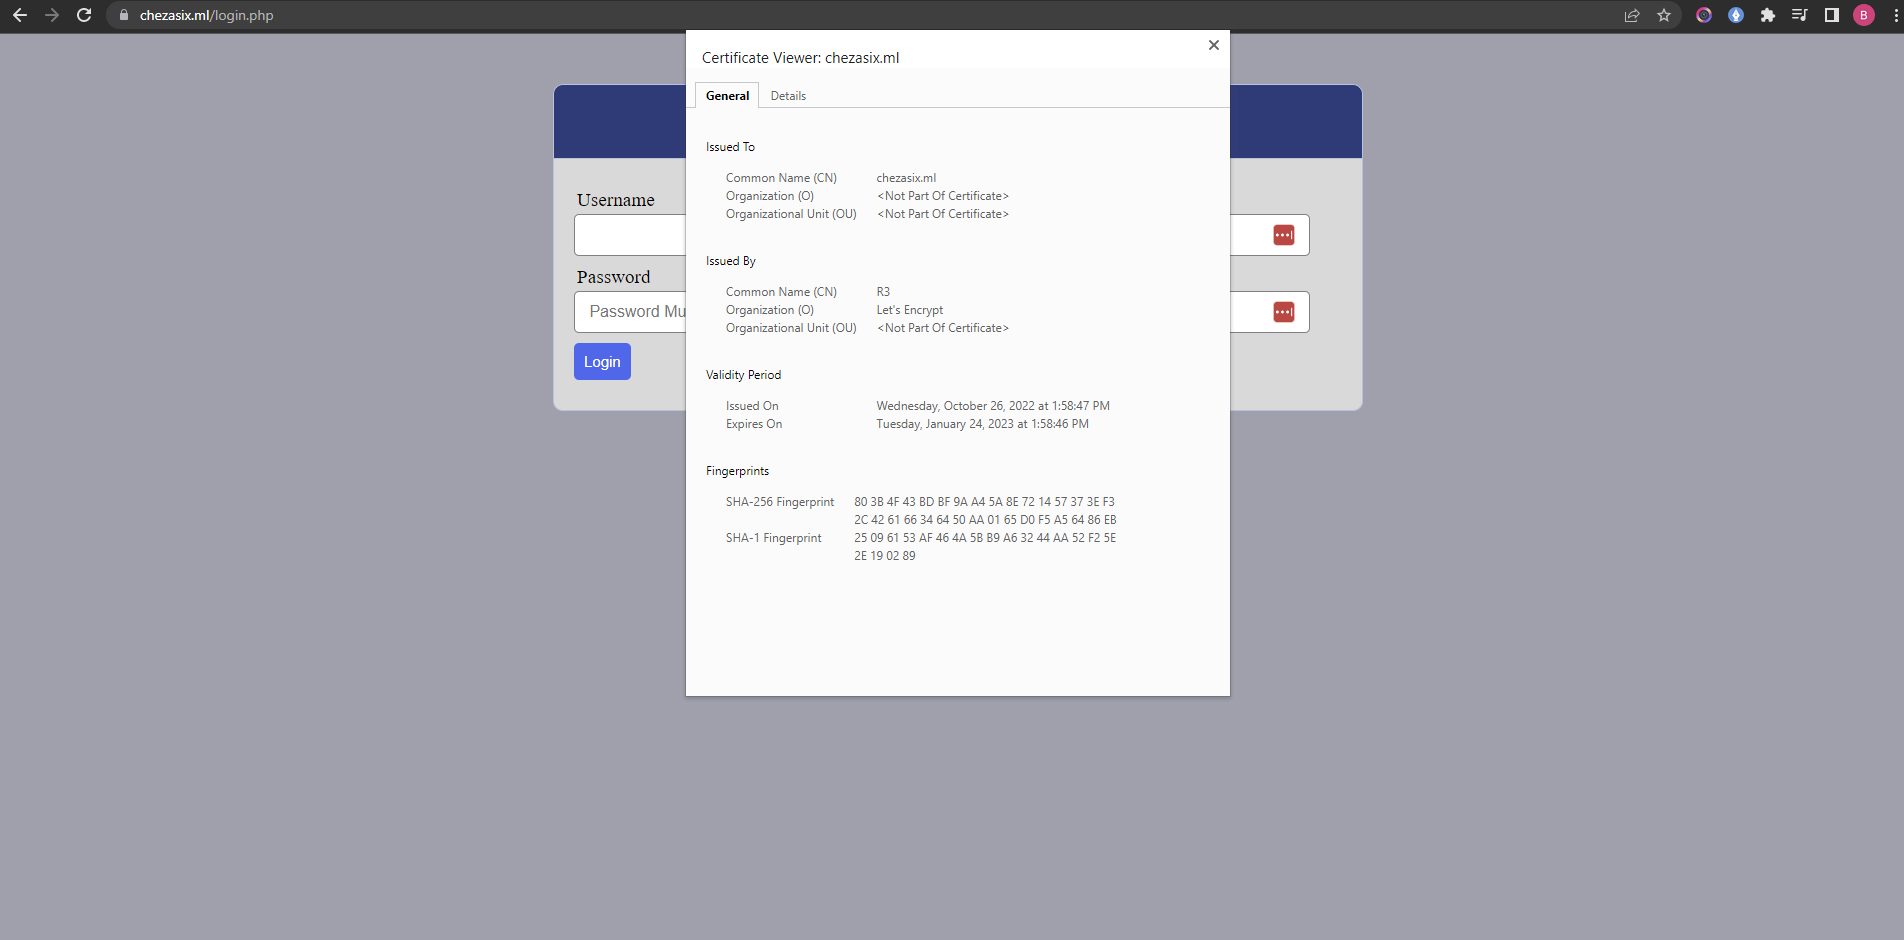 chezasix.ml/login.php
B
Certificate Viewer: chezasix.ml
General Details
Issued To
Common Name (CN) chezasix.ml
Organization (O) <Not Part Of Certificate>
Organizational Unit (OU) <Not Part Of Certificate>
Username
Issued By
Password
Common Name (CN) R3
Organization (O) Let's Encrypt
Password Mu
Organizational Unit (OU) <Not Part Of Certificate>
Login
Validity Period
Issued On Wednesday, October 26, 2022 at 1:58:47 PM
Expires On Tuesday, January 24, 2023 at 1:58:46 PM
Fingerprints
SHA-256 Fingerprint 80 3B 4F 43 BD BF 9A A4 5A 8E 72 14 57 37 3E F3
2C 42 61 66 34 64 50 AA 01 65 D0 F5 A5 64 86 EB
SHA-1 Fingerprint 25 09 61 53 AF 46 4A 5B B9 A6 32 44 AA 52 F2 5E
2E 19 02 89